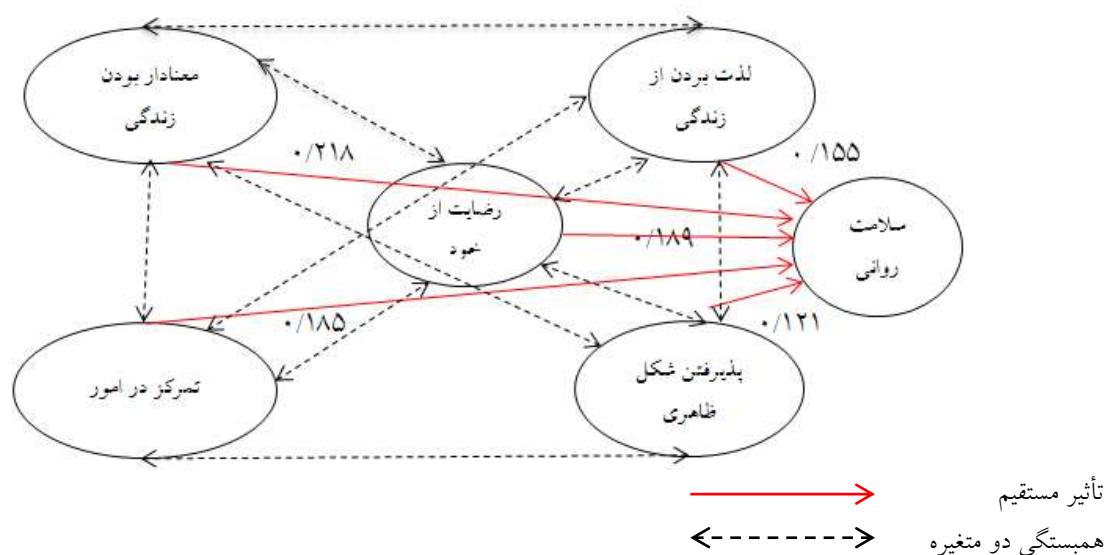 معنادار بودن
زندگی
لذت بردن از
زندگی
۰/۲۱۸
۰/۱۵۵
رضایت از
خود
۰/۱۸۹
سلامت
روانی
۰/۱۸۵
۰/۱۲۱
تمرکز در امور
پذیرفتن شکل
ظاهری
تأثیر مستقیم
همبستگی دو متغیره